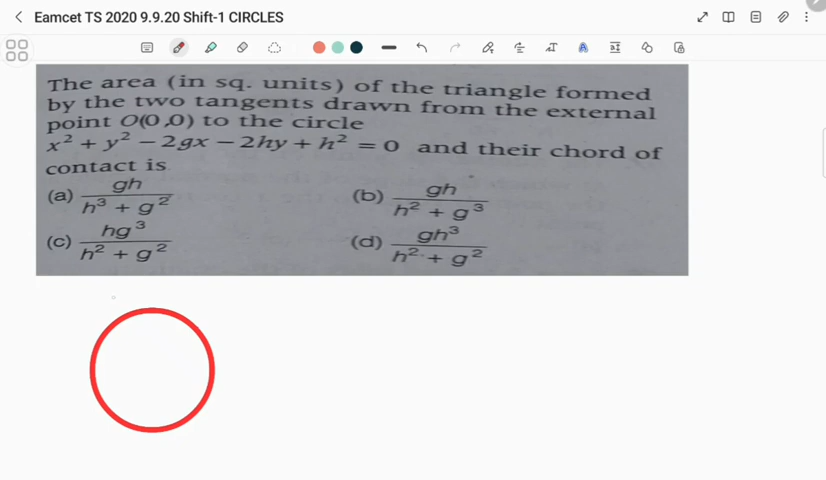 Eamcet TS 2020 9.9.20 Shift-1 CIRCLES
The area (in sq. units) of the triangle formed
by the two tangents drawn from the external
point O(0,0) to the circle
x² + y² − 2gx − 2hy + h² = 0 and their chord of
contact is
(a) gh / h³ + g² (b) gh / h² + g³
(c) hg³ / h² + g² (d) gh³ / h² + g²